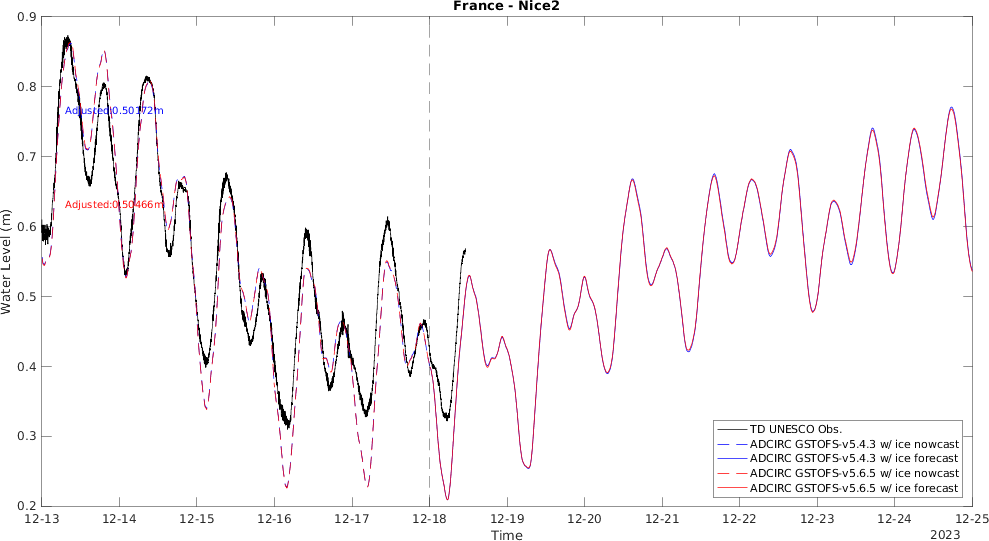 France - Nice2
0.9
0.8
0.7
0.6
0.5
0.4
0.3
0.2
Water Level (m)
Adjusted:0.50372m
Adjusted:0.50466m
TD UNESCO Obs.
ADCIRC GSTOFS-v5.4.3 w/ ice nowcast
ADCIRC GSTOFS-v5.4.3 w/ ice forecast
ADCIRC GSTOFS-v5.6.5 w/ ice nowcast
ADCIRC GSTOFS-v5.6.5 w/ ice forecast
12-13 12-14 12-15 12-16 12-17 12-18 12-19 12-20 12-21 12-22 12-23 12-24 12-25
Time
2023